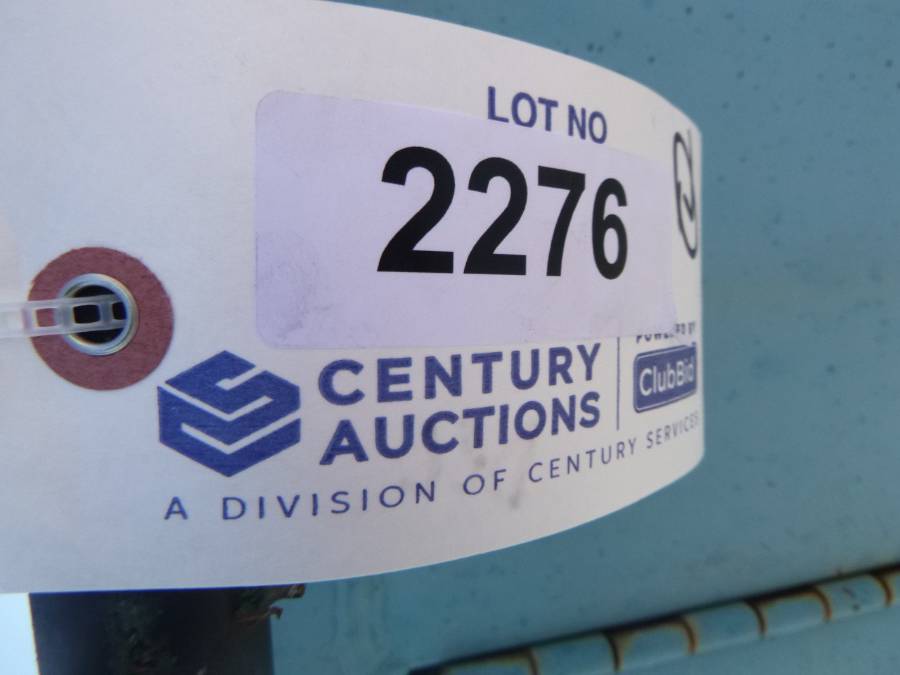 LOT NO
2276
CENTURY
AUCTIONS
POWERED BY
ClubBid
A DIVISION OF CENTURY SERVICES